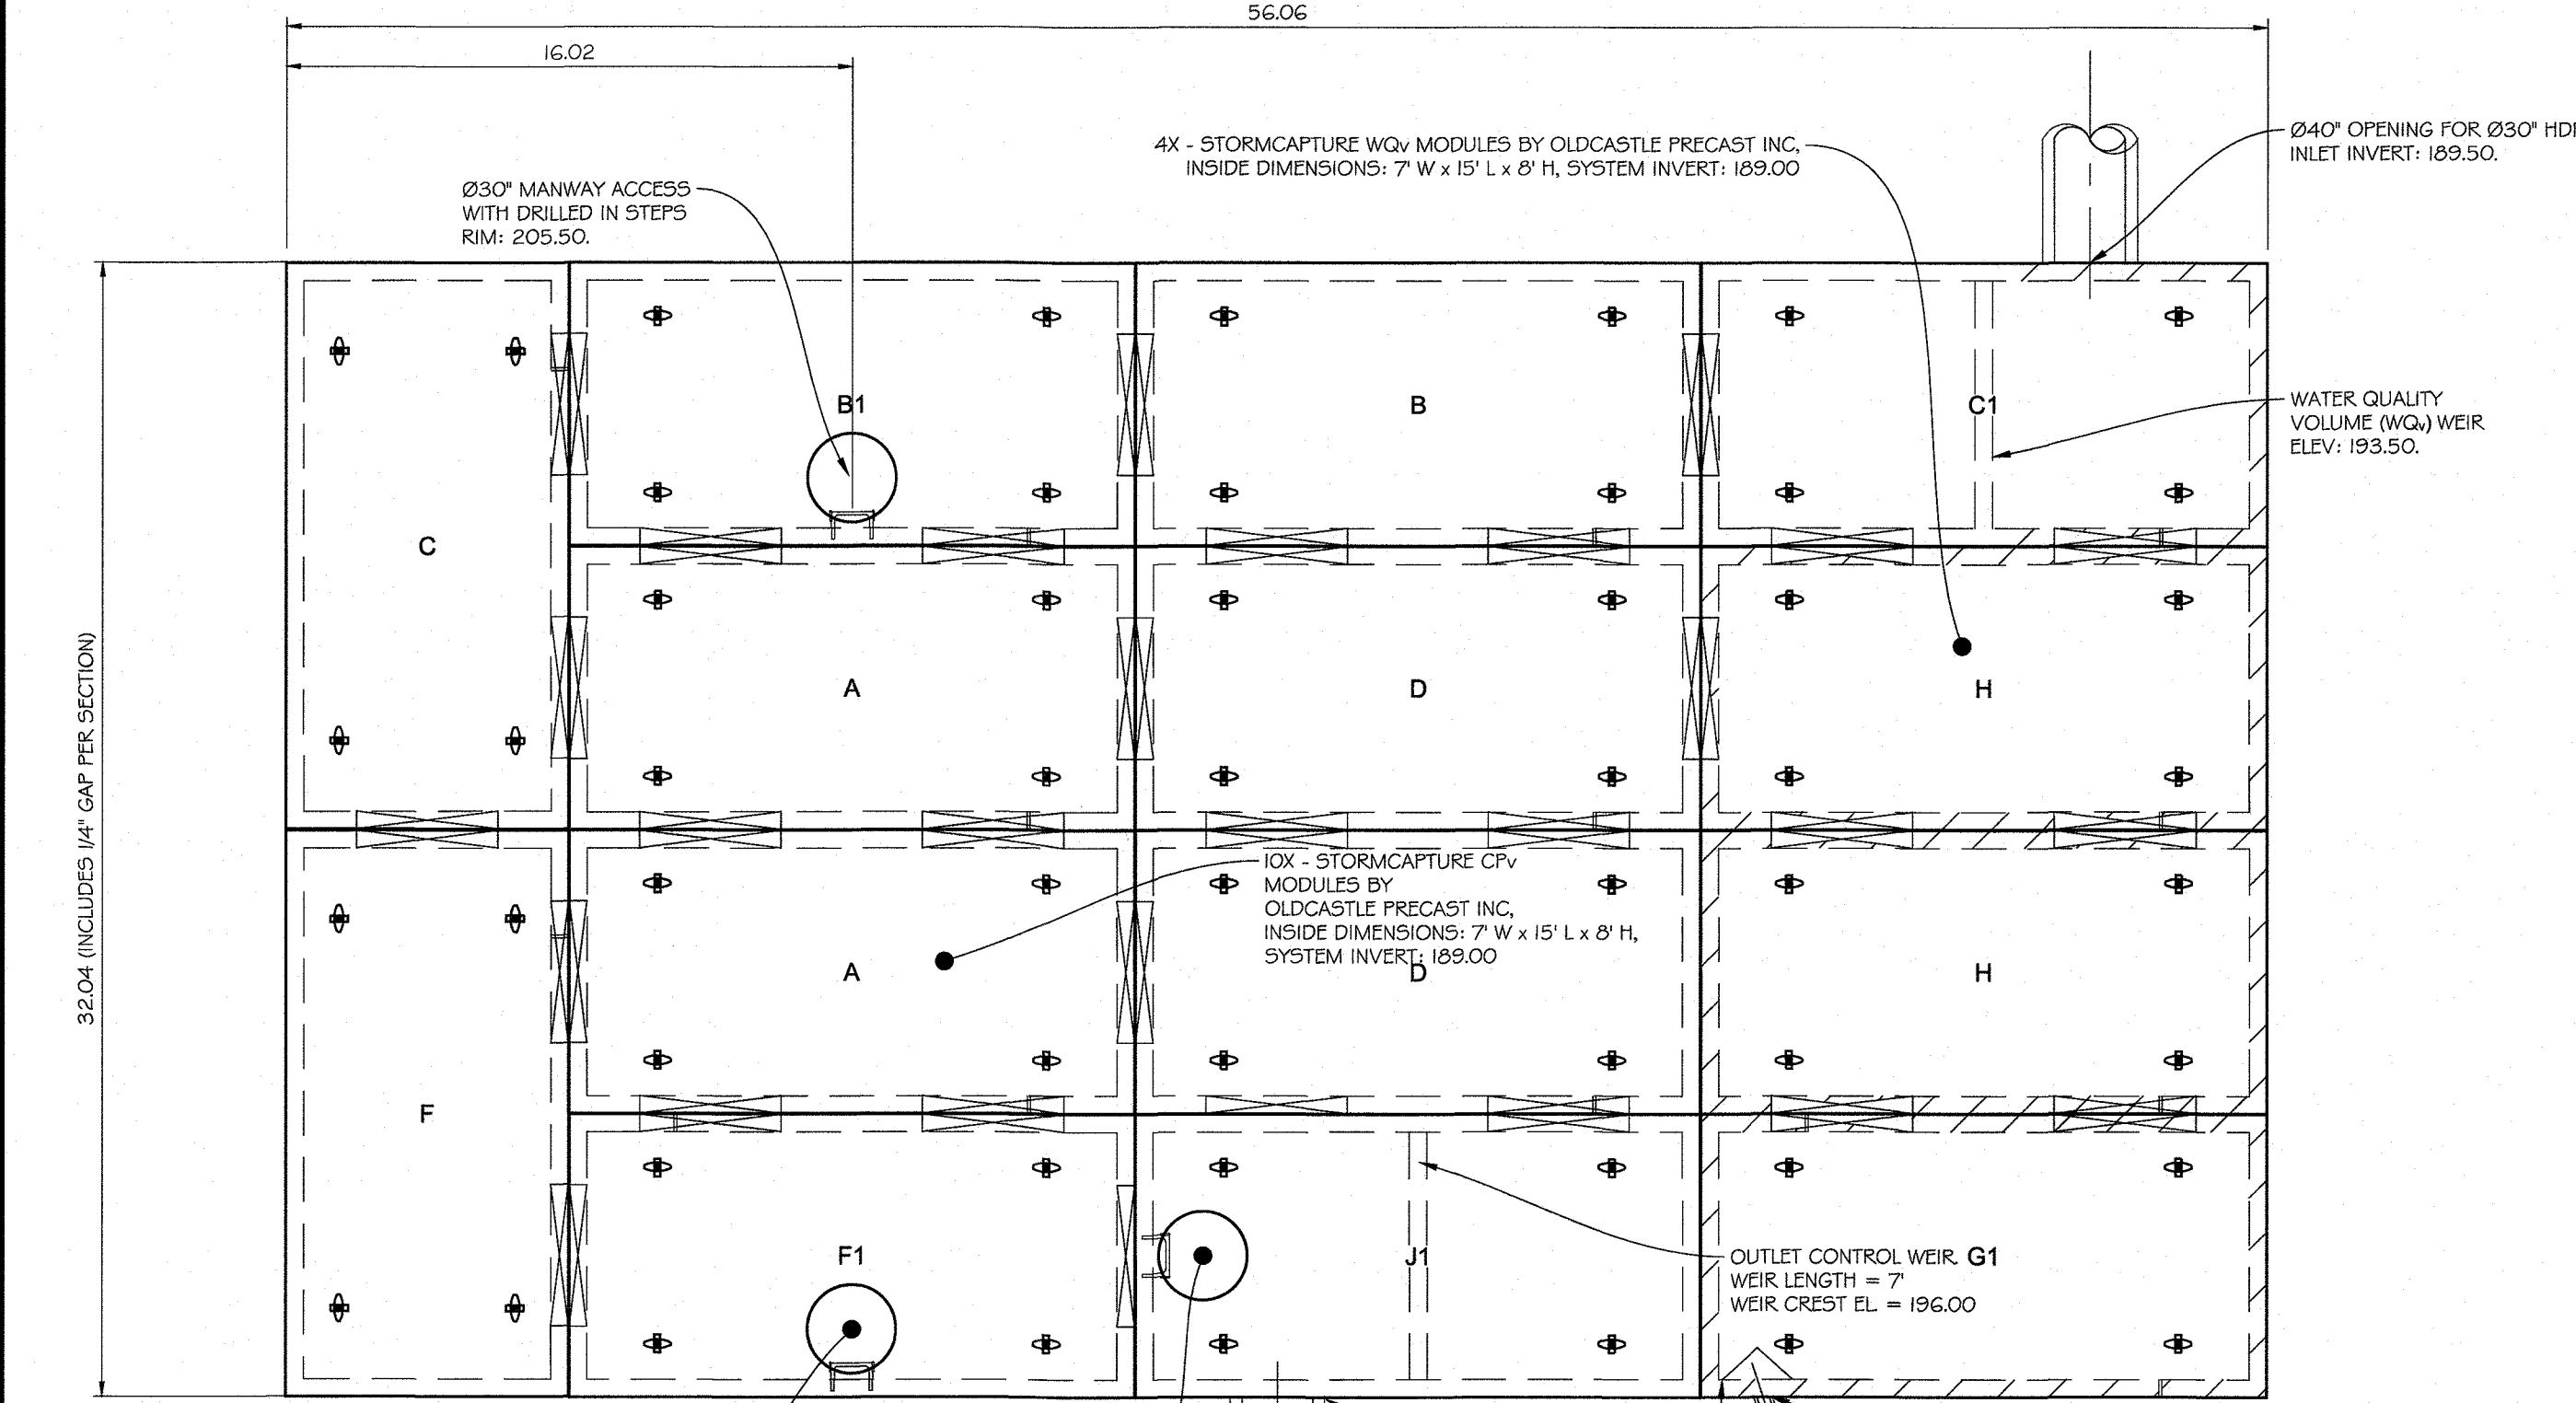 56.06
16.02
4X - STORMCAPTURE WQv MODULES BY OLDCASTLE PRECAST INC,
INSIDE DIMENSIONS: 7' W x 15' L x 8' H, SYSTEM INVERT: 189.00
Ø40" OPENING FOR Ø30"
INLET INVERT: 189.50.
Ø30" MANWAY ACCESS
WITH DRILLED IN STEPS
RIM: 205.50.
WATER QUALITY
VOLUME (WQv) WEIR
ELEV: 193.50.
B1
B
C1
C
A
D
H
32.04 (INCLUDES 1/4" GAP PER SECTION)
10X - STORMCAPTURE CPv
MODULES BY
OLDCASTLE PRECAST INC,
INSIDE DIMENSIONS: 7' W x 15' L x 8' H,
SYSTEM INVERT: 189.00
A
D
H
F
F1
J1
G1
OUTLET CONTROL WEIR
WEIR LENGTH = 7'
WEIR CREST EL = 196.00